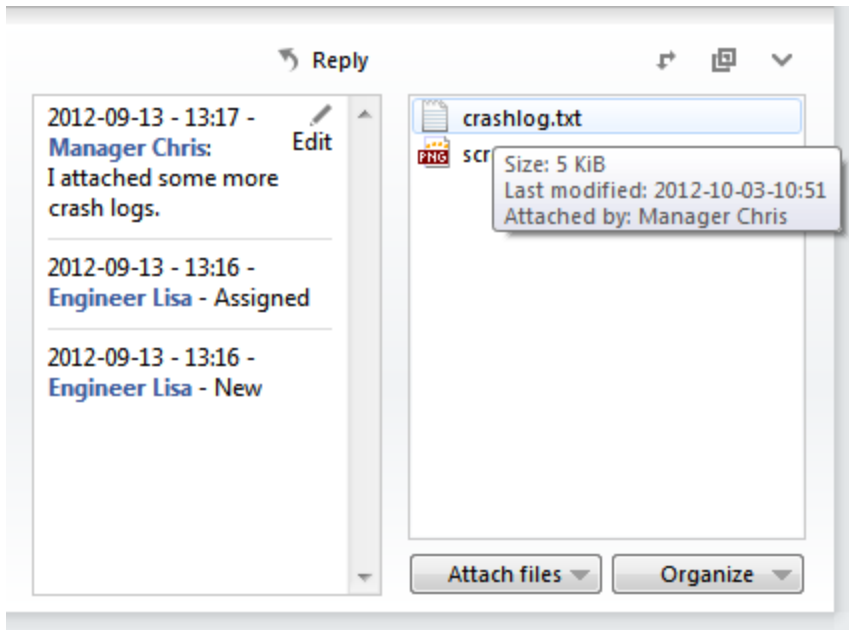 Reply
2012-09-13 - 13:17 -
Edit
Manager Chris:
I attached some more
crash logs.
2012-09-13 - 13:16 -
Engineer Lisa - Assigned
2012-09-13 - 13:16 -
Engineer Lisa - New
crashlog.txt
PNG
Size: 5 KiB
Last modified: 2012-10-03-10:51
Attached by: Manager Chris
Attach files
Organize